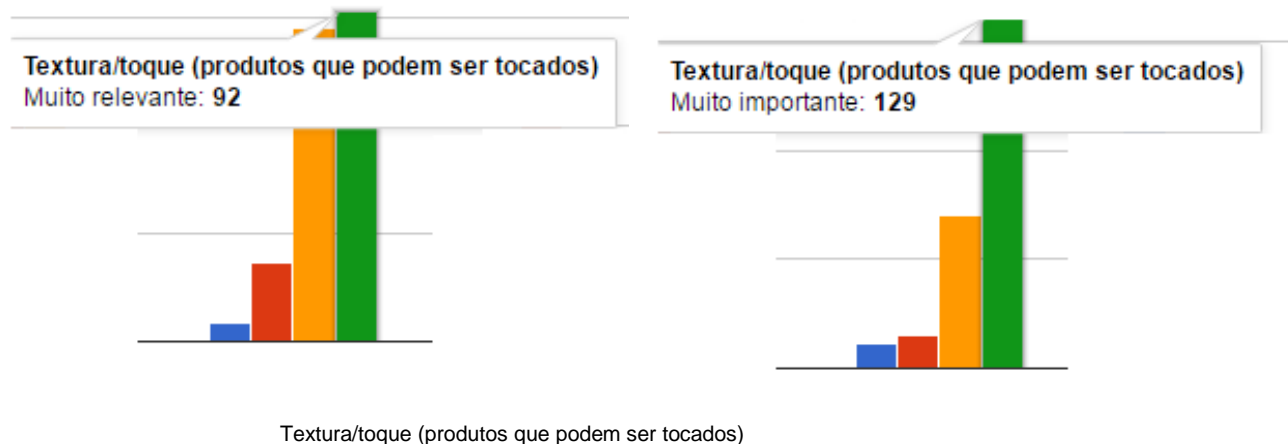 Textura/toque (produtos que podem ser tocados)
Muito relevante: 92
Textura/toque (produtos que podem ser tocados)
Muito importante: 129
Textura/toque (produtos que podem ser tocados)